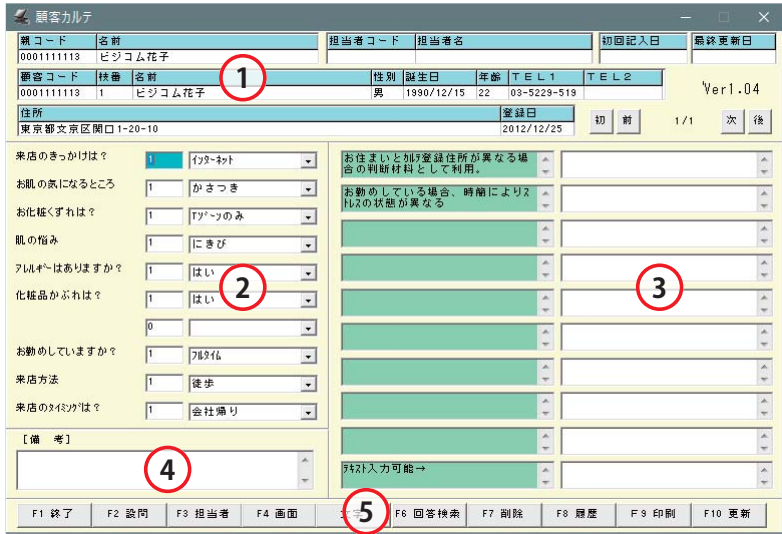 顧客カルテ
親コード 名前 担当者コード 担当者名 初回記入日 最終更新日
0001111113 ビジコム花子
顧客コード 枝番 名前 性別 誕生日 年齢 TEL1 TEL2
0001111113 1 ビジコム花子 男 1990/12/15 22 03-5229-519
Ver1.04
住所 登録日
東京都文京区関口1-20-10 2012/12/25
初 前 1/1 次 後
1
来店のきっかけは? 1 インターネット
お肌の気になるところ 1 かさつき
お化粧くずれは? 1 Tゾーンのみ
肌の悩み 1 にきび
アレルギーはありますか? 1 はい
化粧品かぶれは? 1 はい
0
お勤めしていますか? 1 フルタイム
来店方法 1 徒歩
来店のタイミングは? 1 会社帰り
2
お住まいとカルテ登録住所が異なる場
合の判断材料として利用。
お勤めしている場合、時間によりス
トレスの状態が異なる
テキスト入力可能→
3
[備 考]
4
F1 終了 F2 設問 F3 担当者 F4 画面 F6 回答検索 F7 削除 F8 履歴 F9 印刷 F10 更新
5